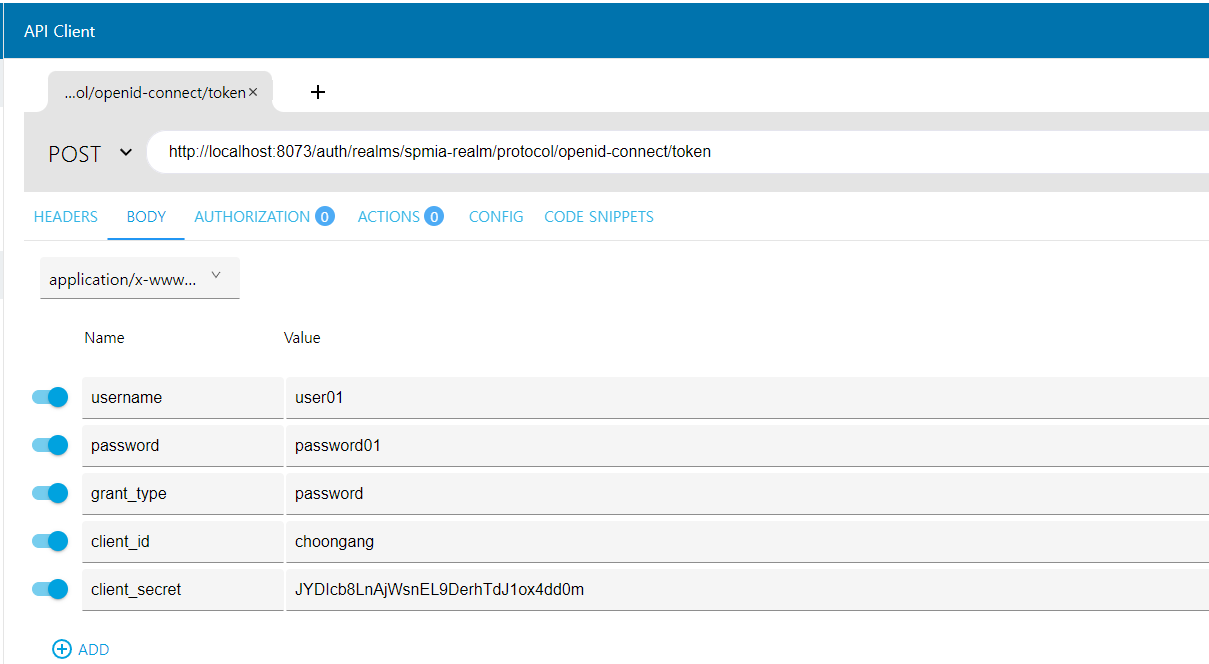 API Client
...ol/openid-connect/token ×
+
POST http://localhost:8073/auth/realms/spmia-realm/protocol/openid-connect/token
HEADERS BODY AUTHORIZATION 0 ACTIONS 0 CONFIG CODE SNIPPETS
application/x-www...
Name Value
username user01
password password01
grant_type password
client_id choongang
client_secret JYDIcb8LnAjWsnEL9DerhTdJ1ox4dd0m
ADD